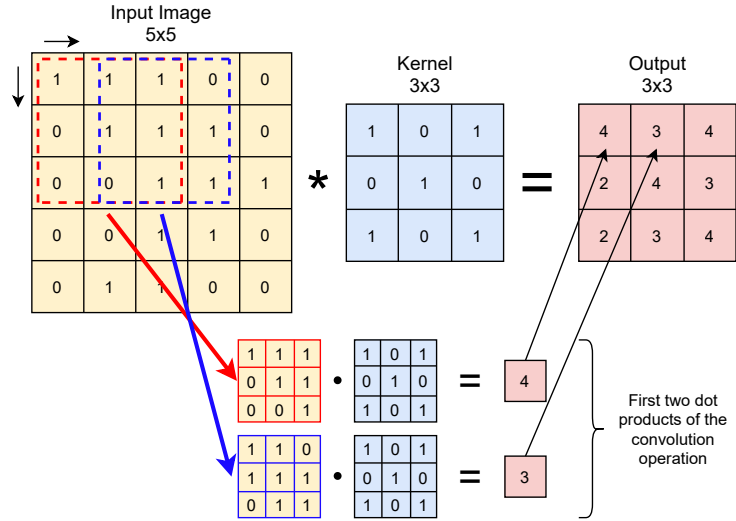 Input Image
5x5
1 1 1 0 0
0 1 1 1 0
0 0 1 1 1
0 0 1 1 0
0 1 1 0 0
*
Kernel
3x3
1 0 1
0 1 0
1 0 1
=
Output
3x3
4 3 4
2 4 3
2 3 4
1 1 1
0 1 1
0 0 1
·
1 0 1
0 1 0
1 0 1
=
4
1 1 0
1 1 1
0 1 1
·
1 0 1
0 1 0
1 0 1
=
3
First two dot
products of the
convolution
operation